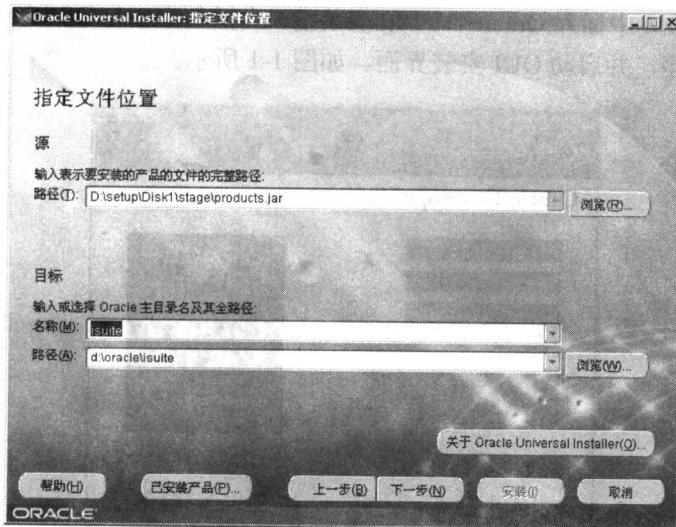 Oracle Universal Installer: 指定文件位置
指定文件位置
源
输入表示要安装的产品的文件的完整路径:
路径(T): D:\setup\Disk1\stage\products.jar 浏览(R)...
目标
输入或选择 Oracle 主目录名及其全路径:
名称(M): isuite
路径(A): d:\oracle\isuite 浏览(W)...
关于 Oracle Universal Installer(O)...
帮助(H) 已安装产品(P)... 上一步(B) 下一步(N) 安装(I) 取消
ORACLE